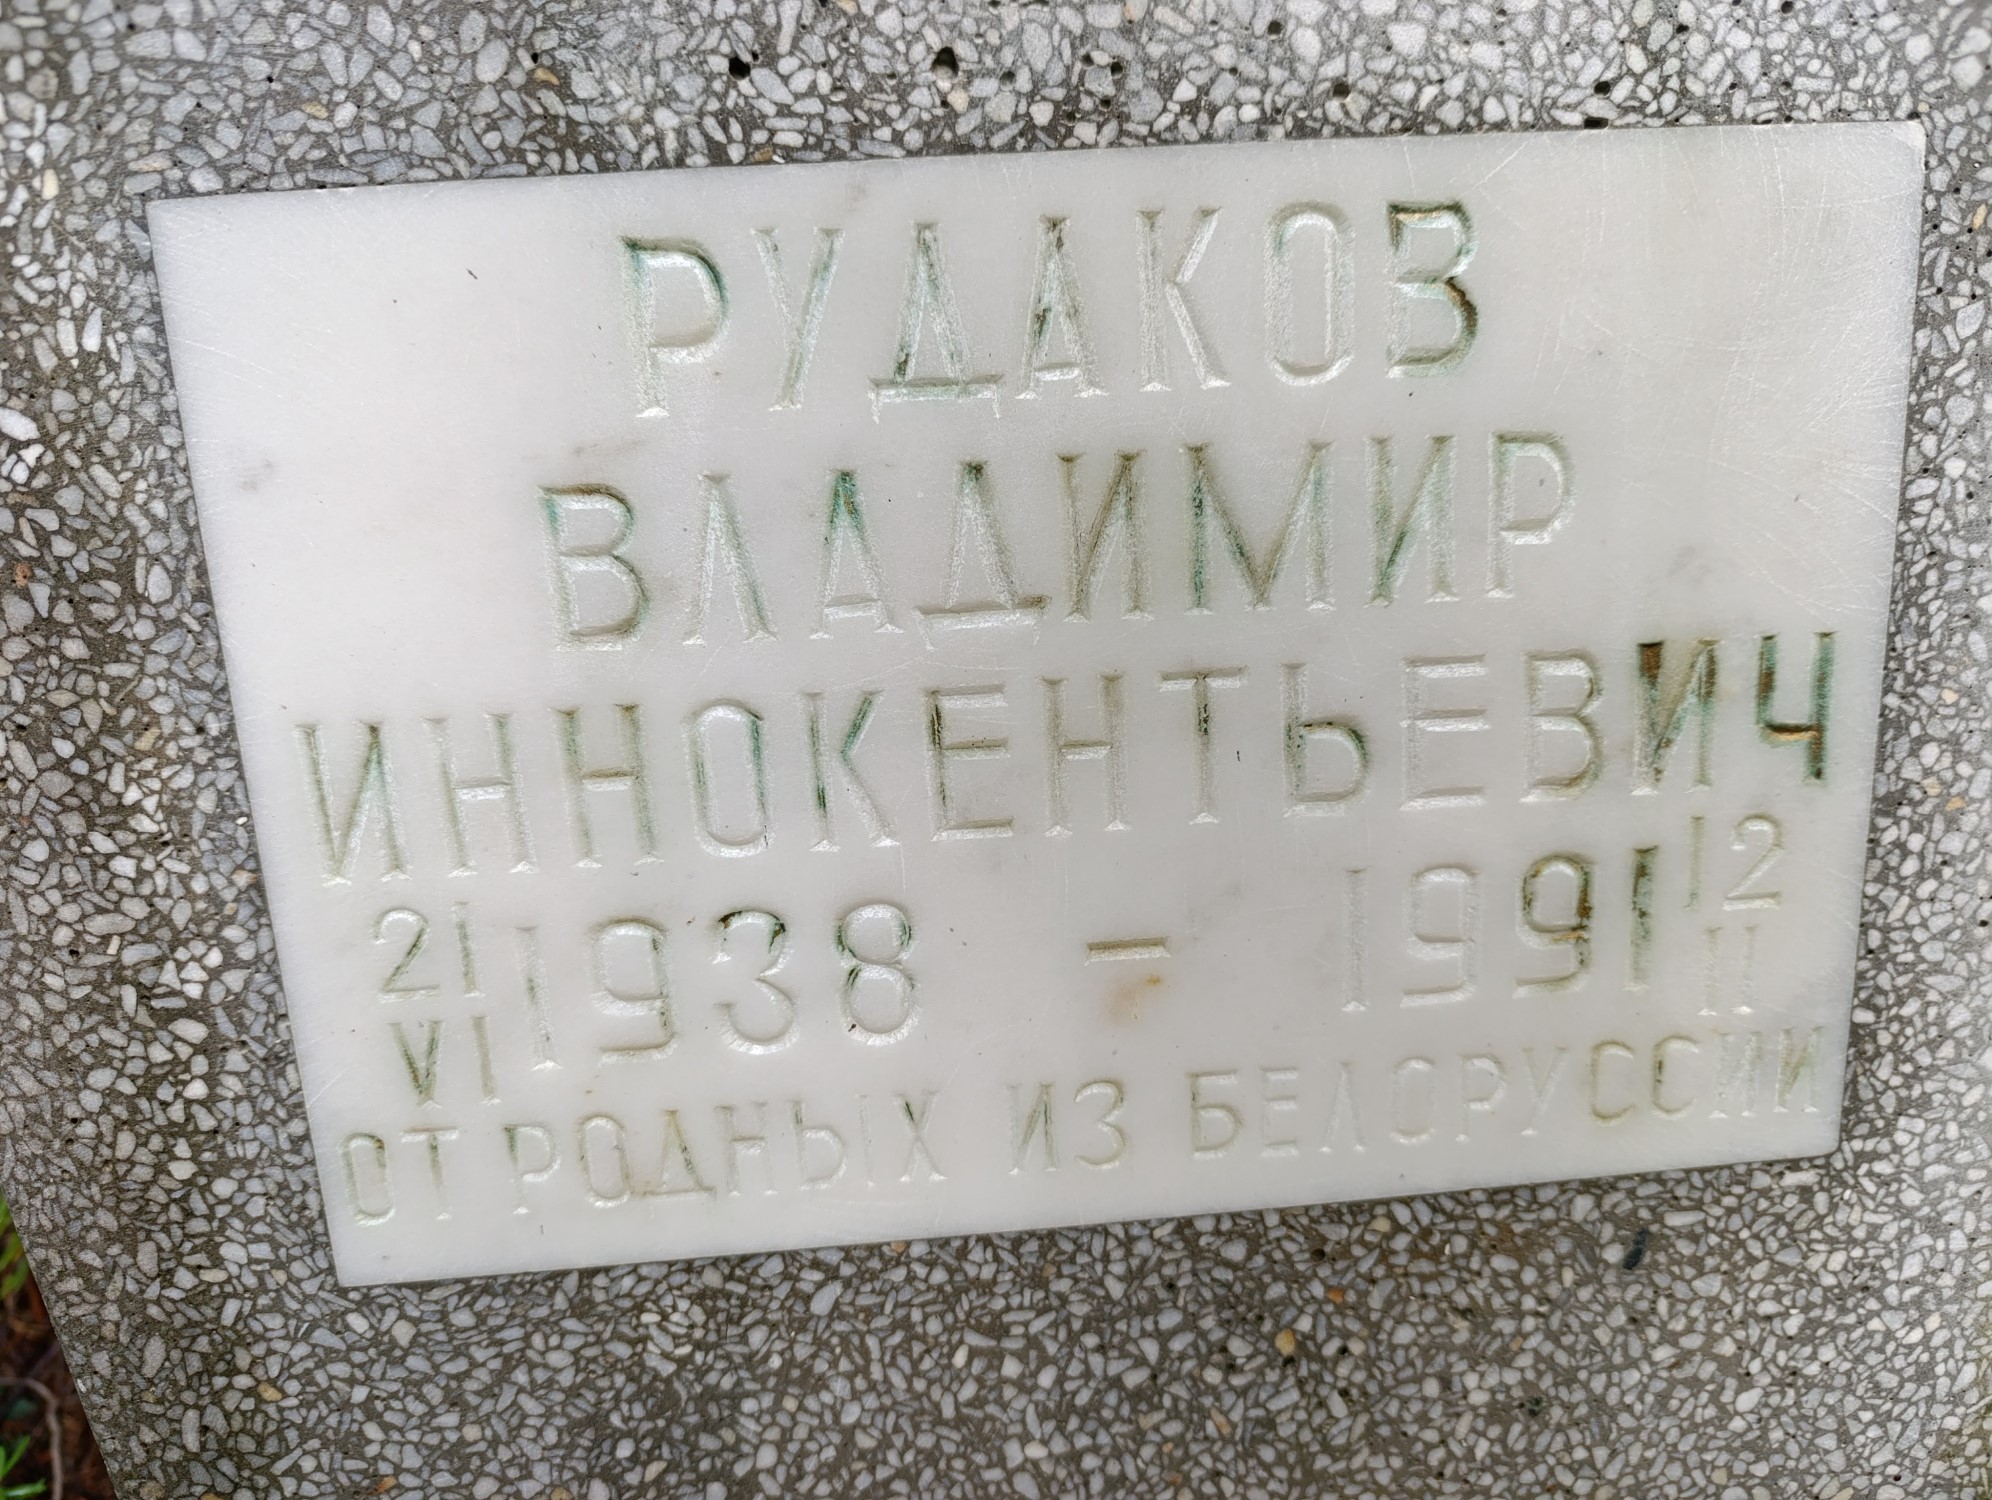 РУДАКОВ
ВЛАДИМИР
ИННОКЕНТЬЕВИЧ
21 VI 1938 - 1991 12 II
ОТ РОДНЫХ ИЗ БЕЛОРУССИИ